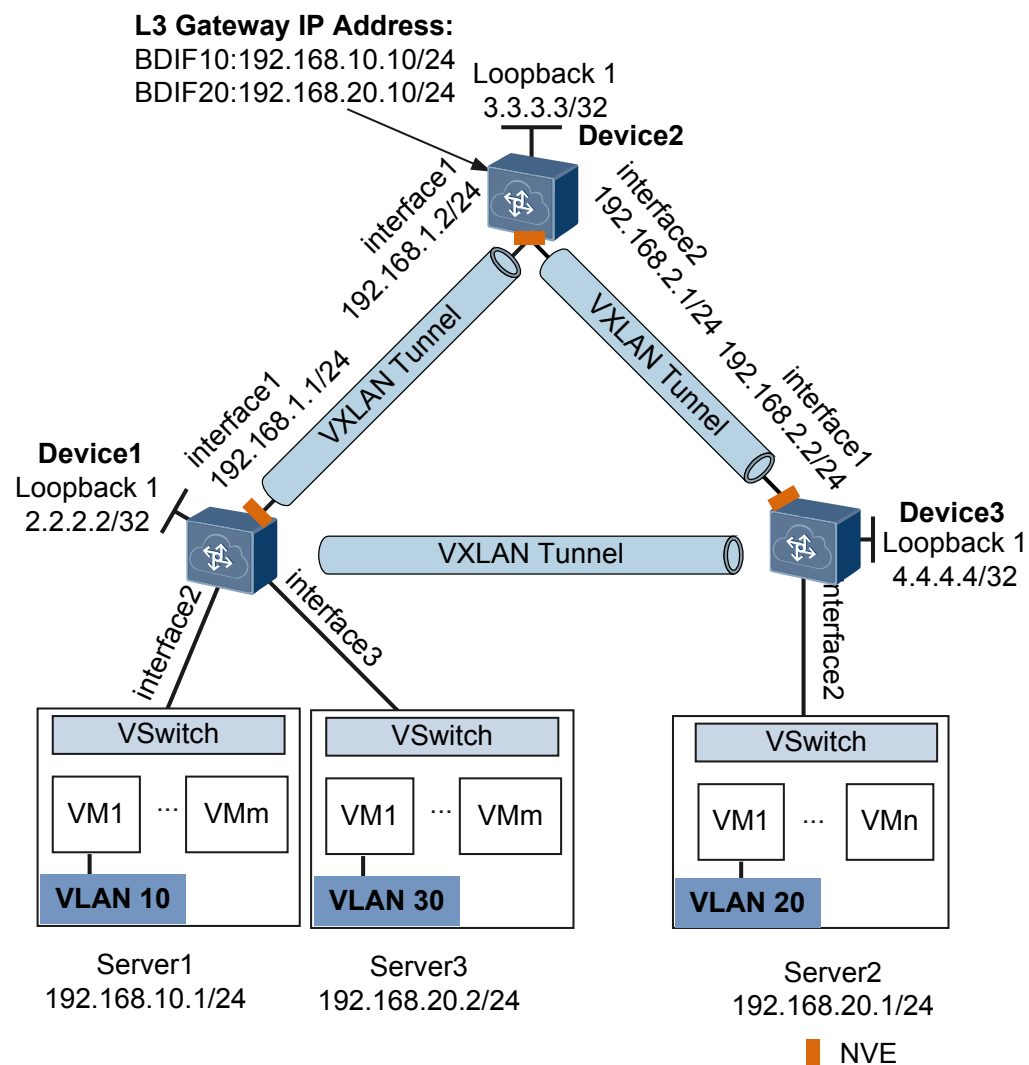 L3 Gateway IP Address:
BDIF10:192.168.10.10/24
BDIF20:192.168.20.10/24
Loopback 1
3.3.3.3/32
Device2
interface1
192.168.1.2/24
interface2
192.168.2.1/24
VXLAN Tunnel
VXLAN Tunnel
interface1
192.168.1.1/24
interface1
192.168.2.2/24
Device1
Loopback 1
2.2.2.2/32
Device3
Loopback 1
4.4.4.4/32
VXLAN Tunnel
interface2
interface3
interface2
VSwitch
VM1
...
VMm
VLAN 10
VSwitch
VM1
...
VMm
VLAN 30
VSwitch
VM1
...
VMn
VLAN 20
Server1
192.168.10.1/24
Server3
192.168.20.2/24
Server2
192.168.20.1/24
NVE